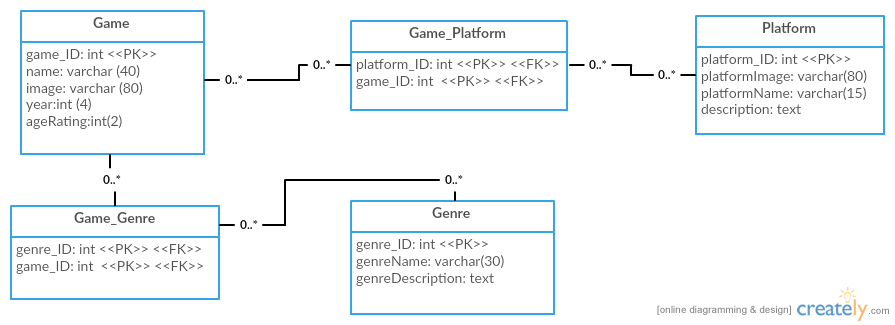 Game
game_ID: int <<PK>>
name: varchar (40)
image: varchar (80)
year:int (4)
ageRating:int(2)
0..*
0..*
Game_Platform
platform_ID: int <<PK>> <<FK>>
game_ID: int  <<PK>> <<FK>>
0..*
0..*
Platform
platform_ID: int <<PK>>
platformImage: varchar(80)
platformName: varchar(15)
description: text
0..*
Game_Genre
genre_ID: int <<PK>> <<FK>>
game_ID: int  <<PK>> <<FK>>
0..*
0..*
Genre
genre_ID: int <<PK>>
genreName: varchar(30)
genreDescription: text
[online diagramming & design] creately.com